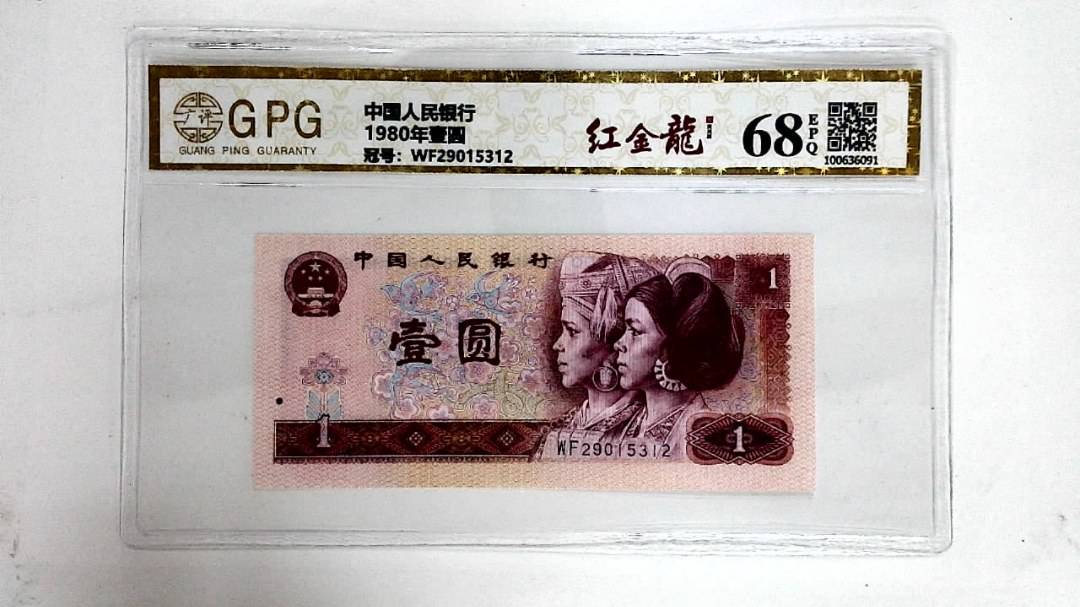 广评
GPG
GUANG PING GUARANTY
中国人民银行
1980年壹圆
冠号：WF29015312
红金龍
68
EPQ
100636091
中国人民银行
1
壹圆
1
WF29015312
1